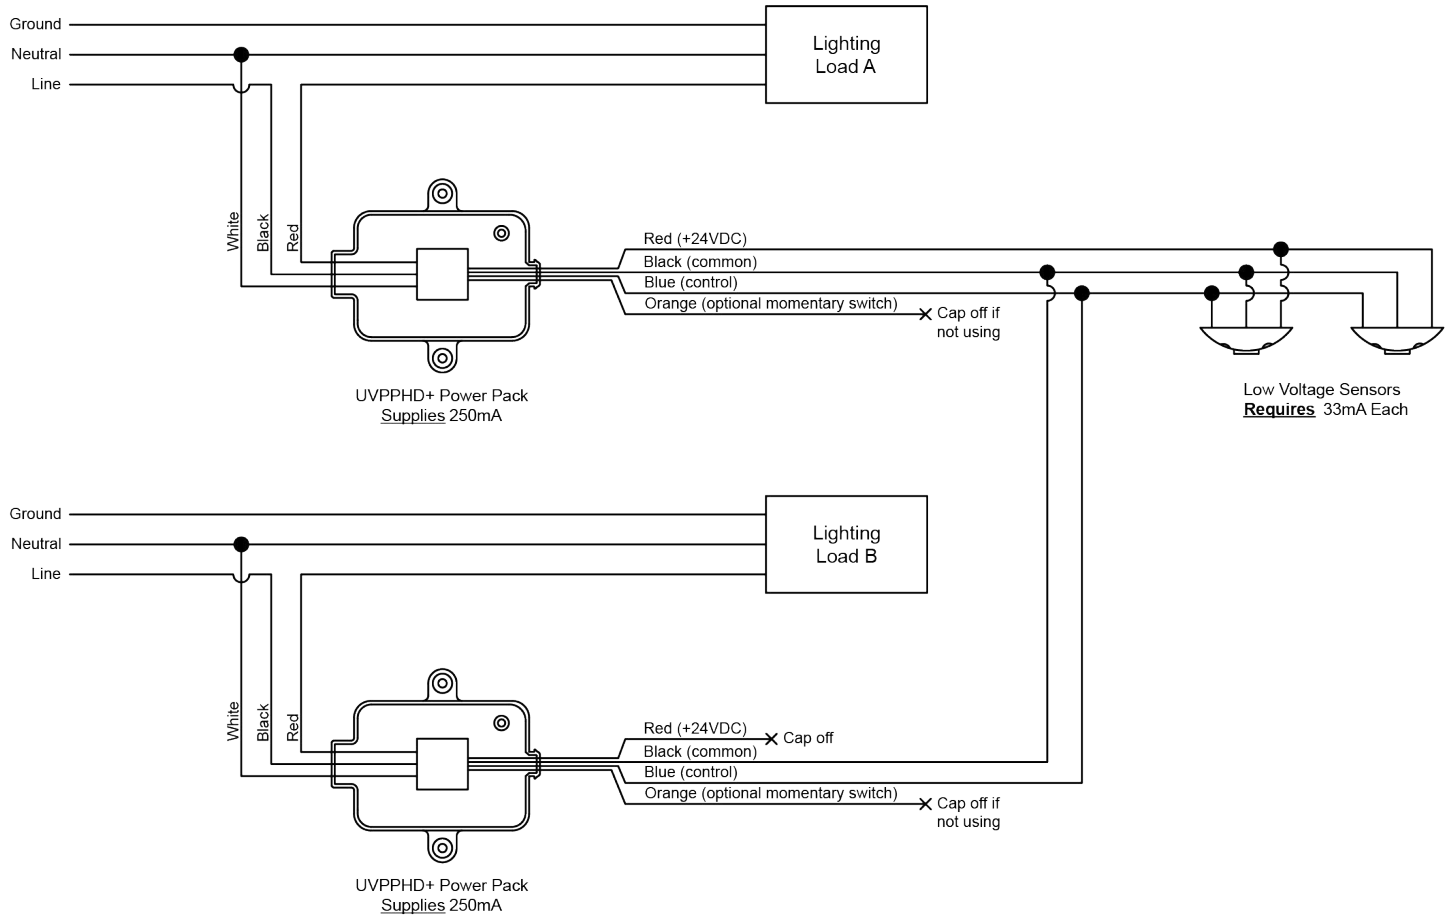 Ground
Neutral
Line
Lighting
Load A
White
Black
Red
Red (+24VDC)
Black (common)
Blue (control)
Orange (optional momentary switch)
Cap off if
not using
UVPPHD+ Power Pack
Supplies 250mA
Low Voltage Sensors
Requires 33mA Each
Ground
Neutral
Line
Lighting
Load B
White
Black
Red
Red (+24VDC)
Cap off
Black (common)
Blue (control)
Orange (optional momentary switch)
Cap off if
not using
UVPPHD+ Power Pack
Supplies 250mA